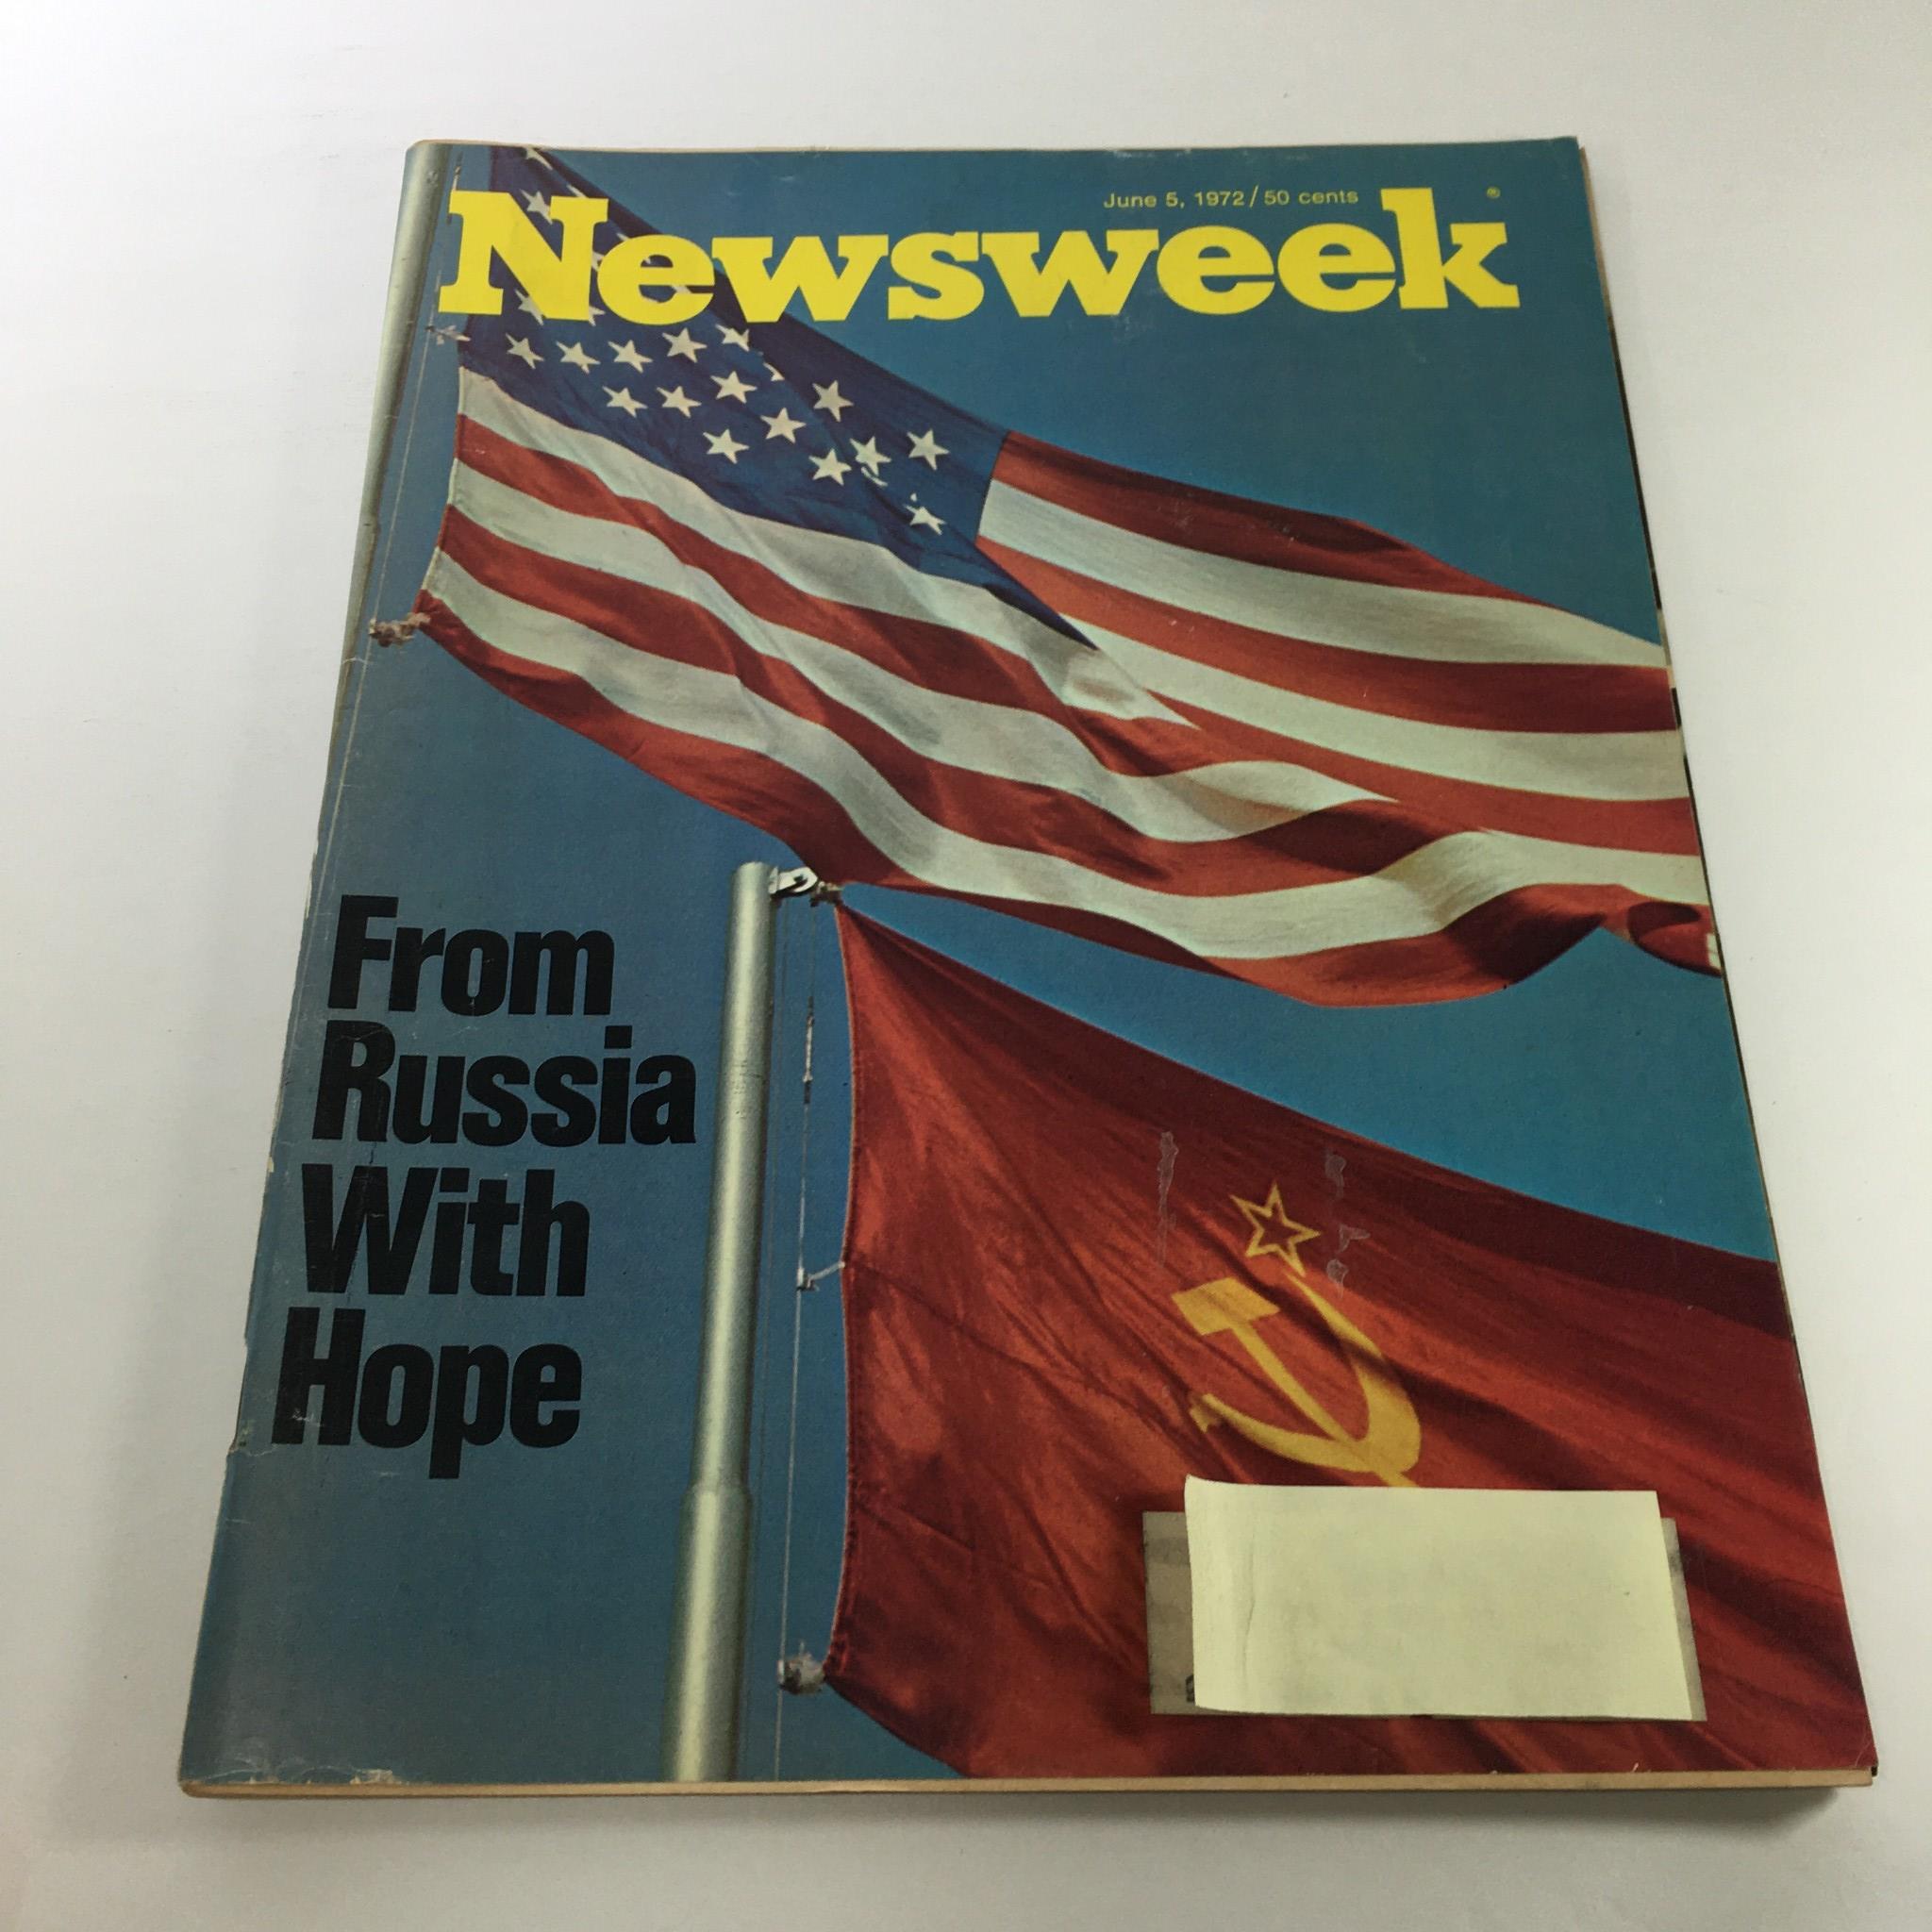 June 5, 1972/50 cents
Newsweek®
From
Russia
With
Hope